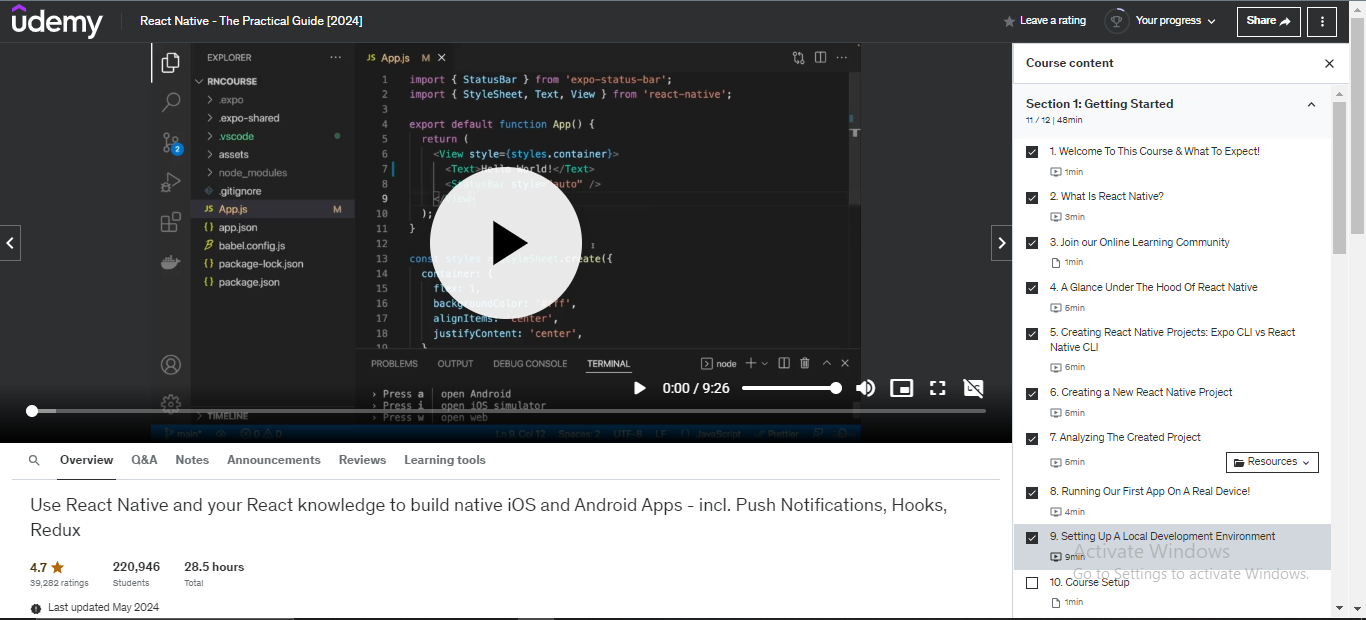 ûdemy
React Native - The Practical Guide [2024]
Leave a rating
Your progress
Share
EXPLORER
RNCOURSE
.expo
.expo-shared
.vscode
assets
node_modules
.gitignore
JS App.js M
{} app.json
babel.config.js
{} package-lock.json
{} package.json
TIMELINE
2
JS App.js M
1 import { StatusBar } from 'expo-status-bar';
2 import { StyleSheet, Text, View } from 'react-native';
3
4 export default function App() {
5 return (
6 <View style={styles.container}>
7 <Text>Hello World!</Text>
8 style="auto" />
9
10 );
11 }
12
13 const styles = StyleSheet.create({
14 container: {
15 flex: 1,
16 backgroundColor: '#fff',
17 alignItems: 'center',
18 justifyContent: 'center',
19 },
PROBLEMS OUTPUT DEBUG CONSOLE TERMINAL
node
› Press a | open Android
› Press i | open iOS simulator
› Press w | open web
0:00 / 9:26
main*
Ln 9, Col 12 Spaces: 2 UTF-8 LF {} JavaScript Prettier
Overview
Q&A
Notes
Announcements
Reviews
Learning tools
Use React Native and your React knowledge to build native iOS and Android Apps - incl. Push Notifications, Hooks,
Redux
4.7 220,946 28.5 hours
39,282 ratings Students Total
Last updated May 2024
Course content
Section 1: Getting Started
11 / 12 | 48min
1. Welcome To This Course & What To Expect!
1min
2. What Is React Native?
3min
3. Join our Online Learning Community
1min
4. A Glance Under The Hood Of React Native
5min
5. Creating React Native Projects: Expo CLI vs React
Native CLI
6min
6. Creating a New React Native Project
5min
7. Analyzing The Created Project
5min
Resources
8. Running Our First App On A Real Device!
4min
9. Setting Up A Local Development Environment
9min
10. Course Setup
1min
Activate Windows
Go to Settings to activate Windows.